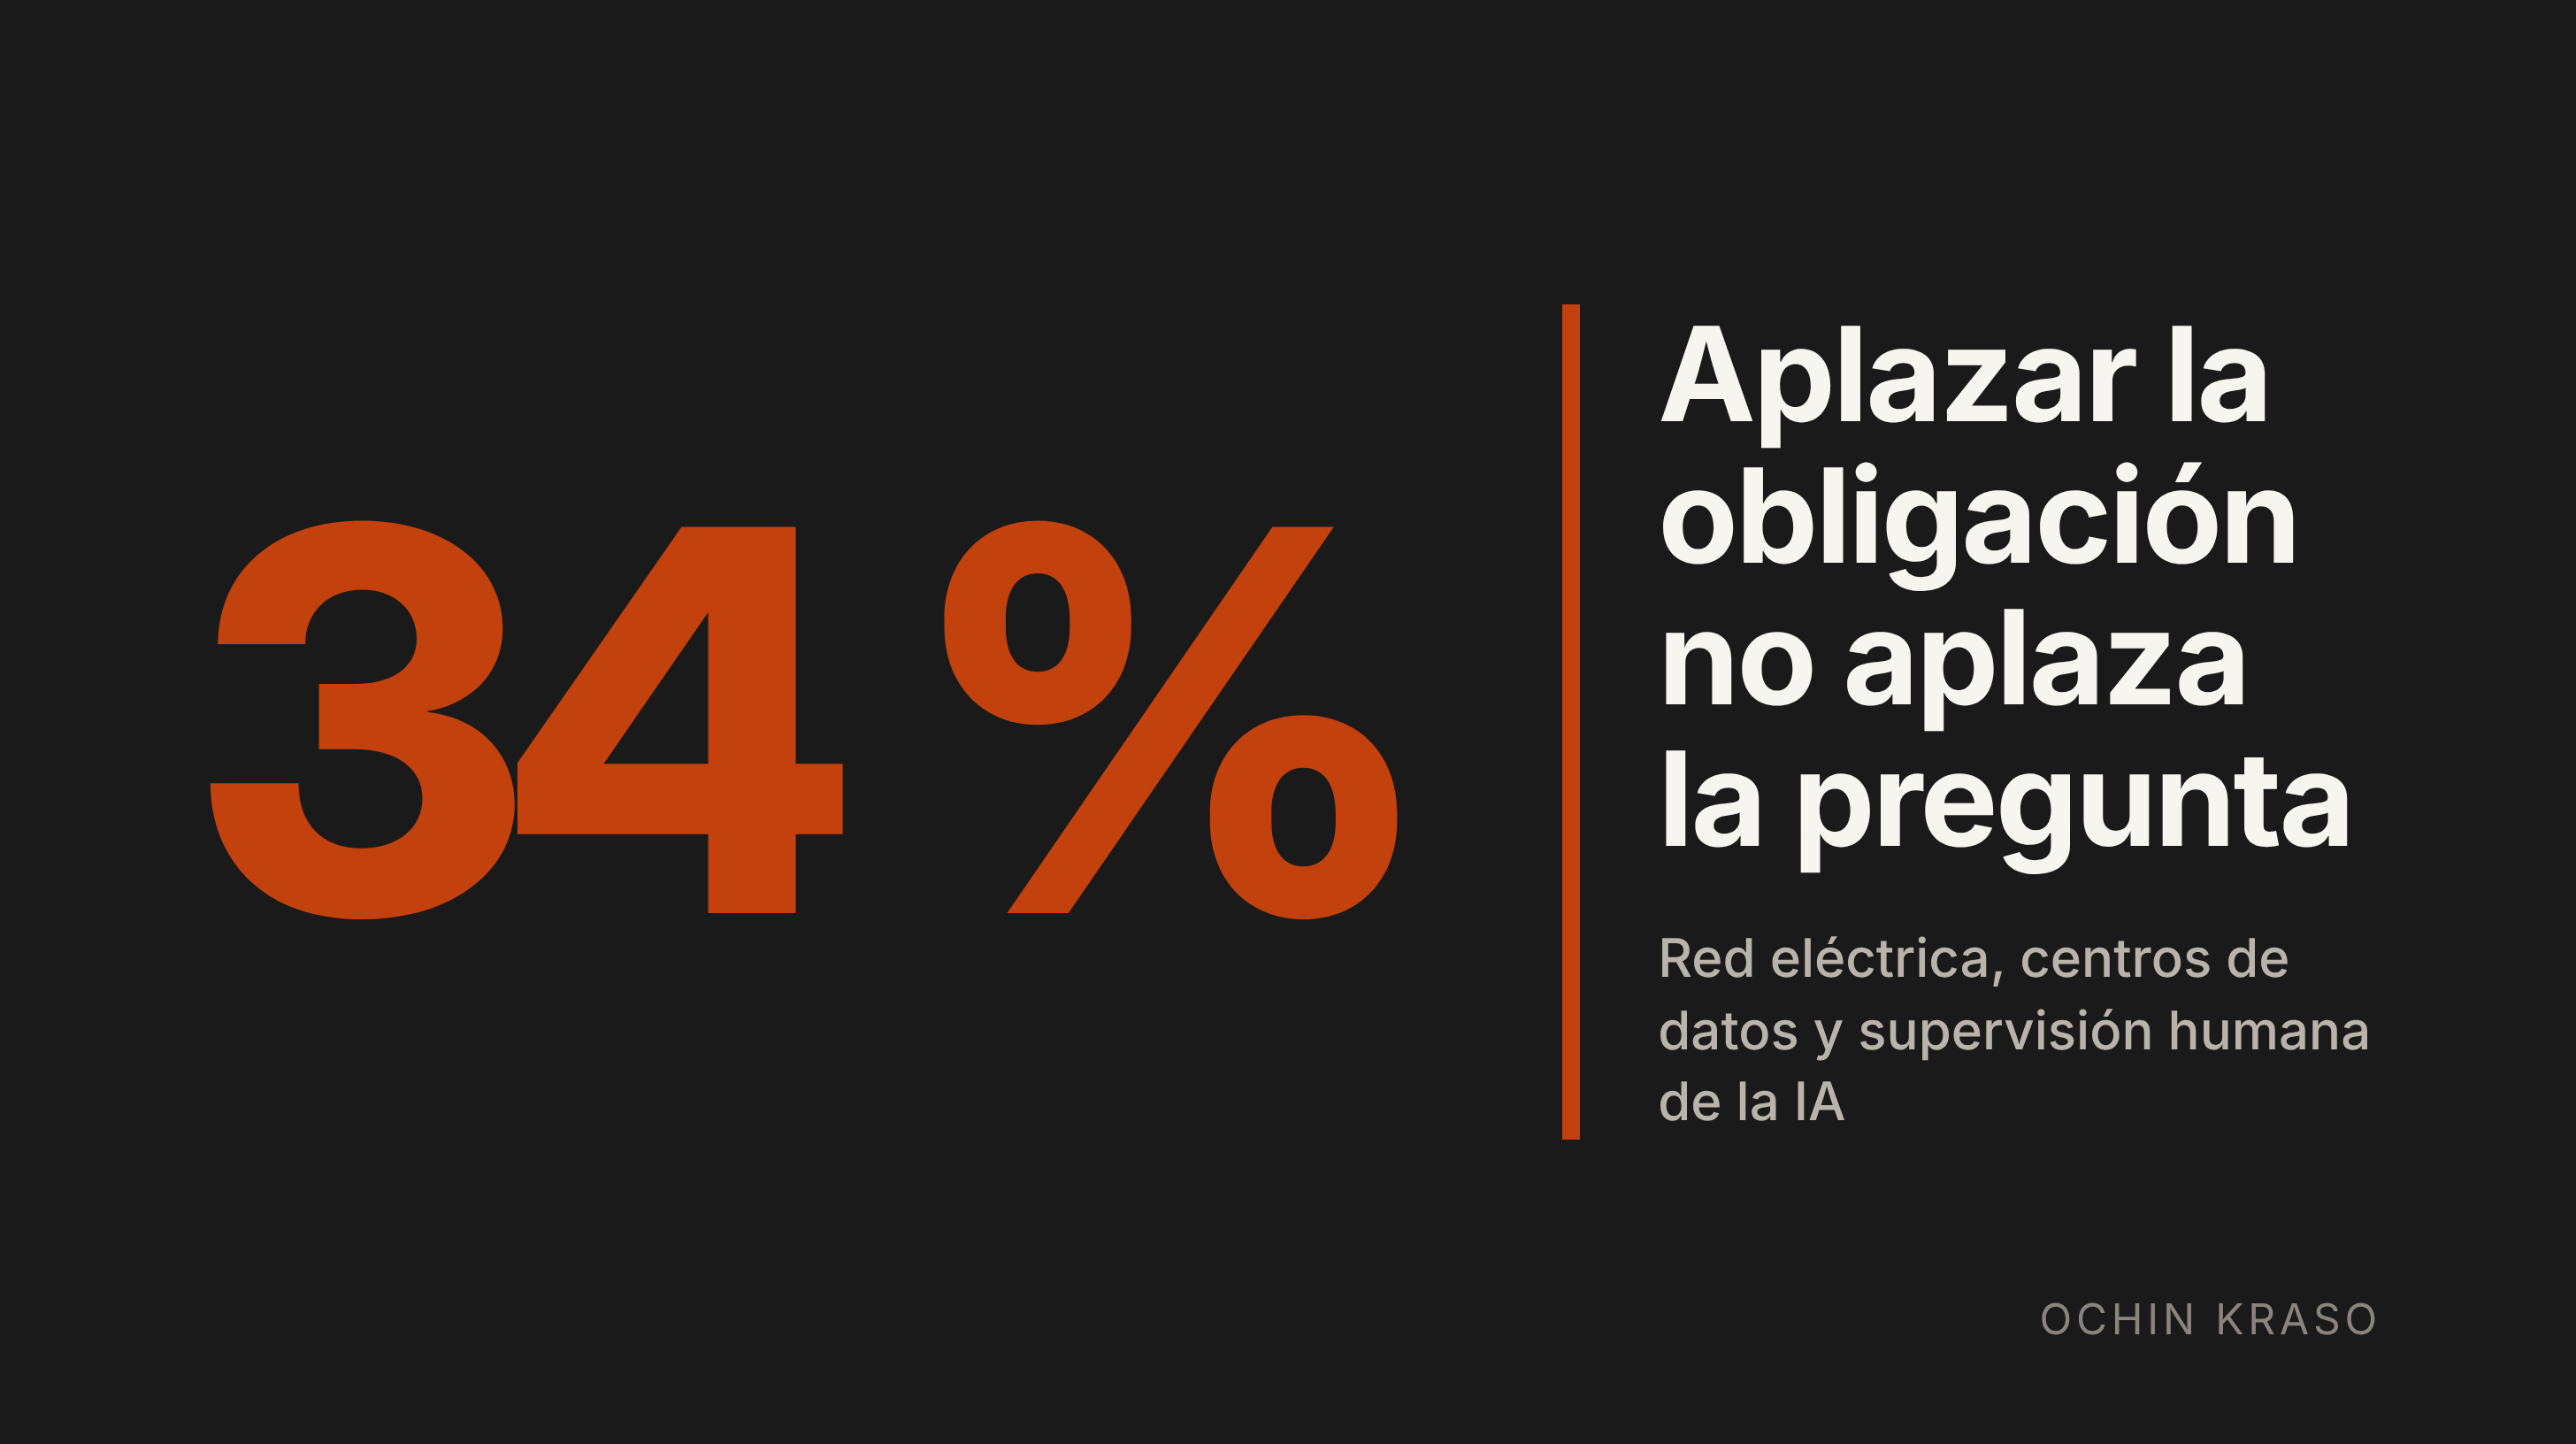 34 %
Aplazar la
obligación
no aplaza
la pregunta
Red eléctrica, centros de
datos y supervisión humana
de la IA
OCHIN KRASO